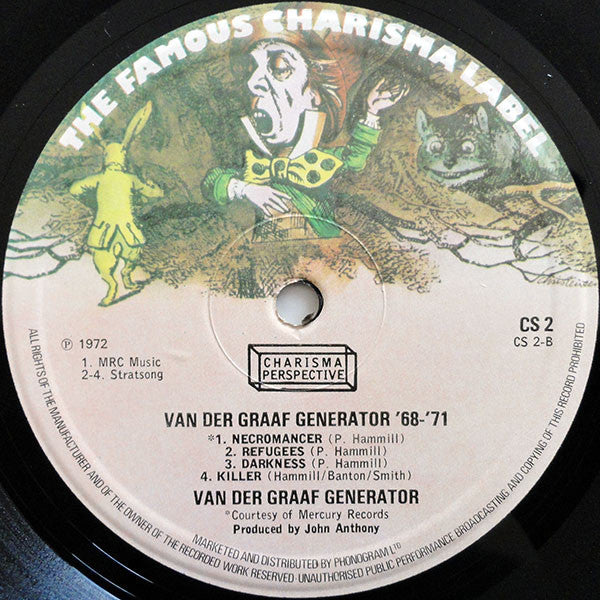 THE FAMOUS CHARISMA LABEL
℗ 1972
1. MRC Music
2-4. Stratsong
CS 2
CS 2-B
CHARISMA
PERSPECTIVE
VAN DER GRAAF GENERATOR '68-'71
*1. NECROMANCER (P. Hammill)
2. REFUGEES (P. Hammill)
3. DARKNESS (P. Hammill)
4. KILLER (Hammill/Banton/Smith)
VAN DER GRAAF GENERATOR
*Courtesy of Mercury Records
Produced by John Anthony
MARKETED AND DISTRIBUTED BY PHONOGRAM LTD
ALL RIGHTS OF THE MANUFACTURER AND OF THE OWNER OF THE RECORDED WORK RESERVED · UNAUTHORISED PUBLIC PERFORMANCE BROADCASTING AND COPYING OF THIS RECORD PROHIBITED